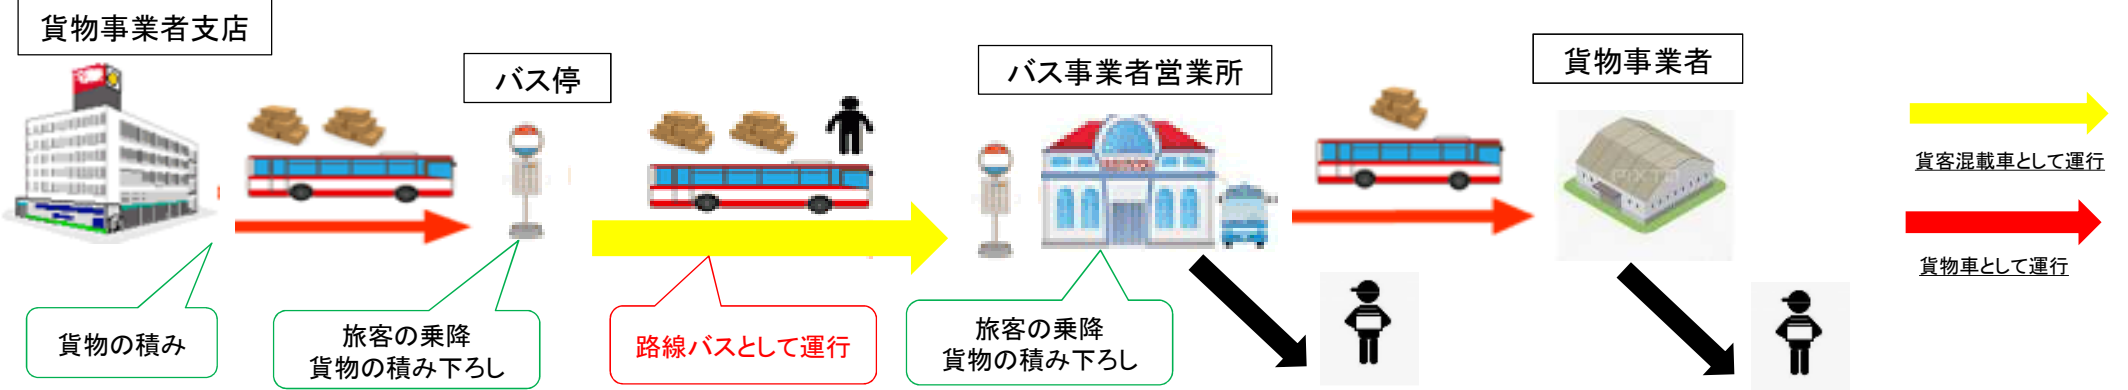 貨物事業者支店
バス停
バス事業者営業所
貨物事業者
貨客混載車として運行
貨物車として運行
貨物の積み
旅客の乗降
貨物の積み下ろし
路線バスとして運行
旅客の乗降
貨物の積み下ろし